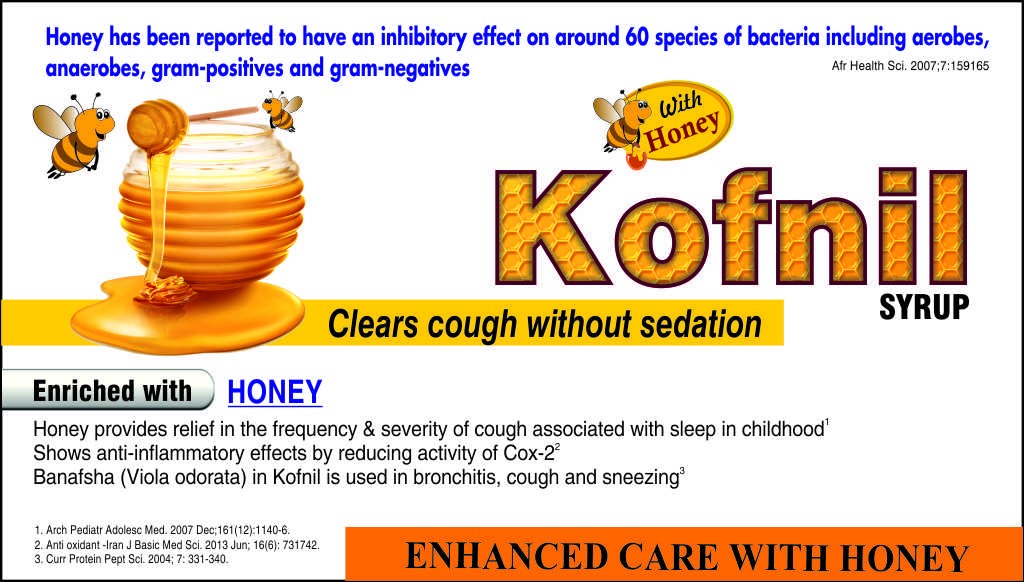 Honey has been reported to have an inhibitory effect on around 60 species of bacteria including aerobes,
anaerobes, gram-positives and gram-negatives
Afr Health Sci. 2007;7:159165
With
Honey
Kofnil
SYRUP
Clears cough without sedation
Enriched with HONEY
Honey provides relief in the frequency & severity of cough associated with sleep in childhood1
Shows anti-inflammatory effects by reducing activity of Cox-22
Banafsha (Viola odorata) in Kofnil is used in bronchitis, cough and sneezing3
1. Arch Pediatr Adolesc Med. 2007 Dec;161(12):1140-6.
2. Anti oxidant -Iran J Basic Med Sci. 2013 Jun; 16(6): 731742.
3. Curr Protein Pept Sci. 2004; 7: 331-340.
ENHANCED CARE WITH HONEY